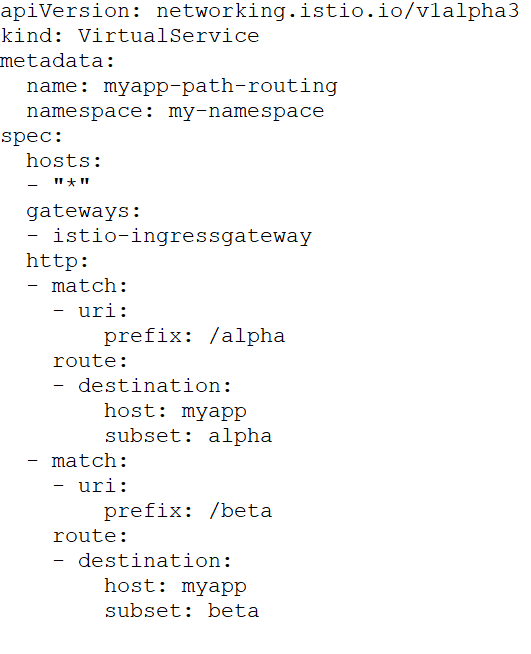 apiVersion: networking.istio.io/v1alpha3
kind: VirtualService
metadata:
  name: myapp-path-routing
  namespace: my-namespace
spec:
  hosts:
  - "*"
  gateways:
  - istio-ingressgateway
  http:
  - match:
    - uri:
        prefix: /alpha
    route:
    - destination:
        host: myapp
        subset: alpha
  - match:
    - uri:
        prefix: /beta
    route:
    - destination:
        host: myapp
        subset: beta